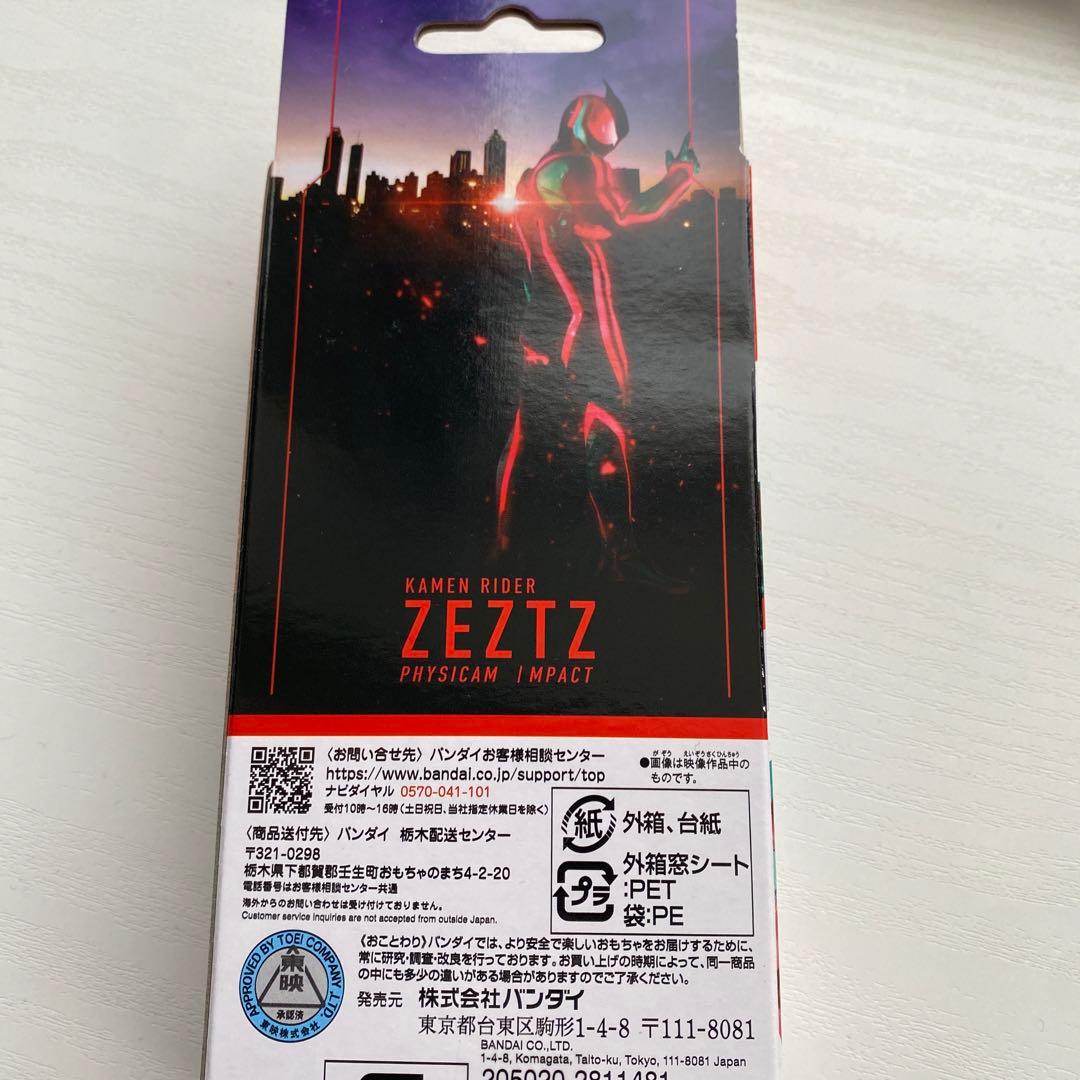 KAMEN RIDER
ZEZTZ
PHYSICAM IMPACT
〈お問い合せ先〉バンダイお客様相談センター
https://www.bandai.co.jp/support/top
ナビダイヤル 0570-041-101
受付10時〜16時(土日祝日、当社指定休業日を除く)
〈商品送付先〉バンダイ 栃木配送センター
〒321-0298
栃木県下都賀郡壬生町おもちゃのまち4-2-20
電話番号はお客様相談センター共通
海外からのお問い合わせは受け付けておりません。
Customer service inquiries are not accepted from outside Japan.
がぞう えいぞうさくひんちゅう
●画像は映像作品中の
ものです。
紙 外箱、台紙
プラ 外箱窓シート
:PET
袋:PE
APPROVED BY TOEI COMPANY, LTD.
東映
承認済
東映株式会社
《おことわり》バンダイでは、より安全で楽しいおもちゃをお届けするために、
常に研究・調査・改良を行っております。お買い上げの時期によって、同一商品
の中にも多少の違いがある場合がありますのでご了承ください。
発売元 株式会社バンダイ
東京都台東区駒形1-4-8 〒111-8081
BANDAI CO.,LTD.
1-4-8, Komagata, Taito-ku, Tokyo, 111-8081 Japan
205020-2811481